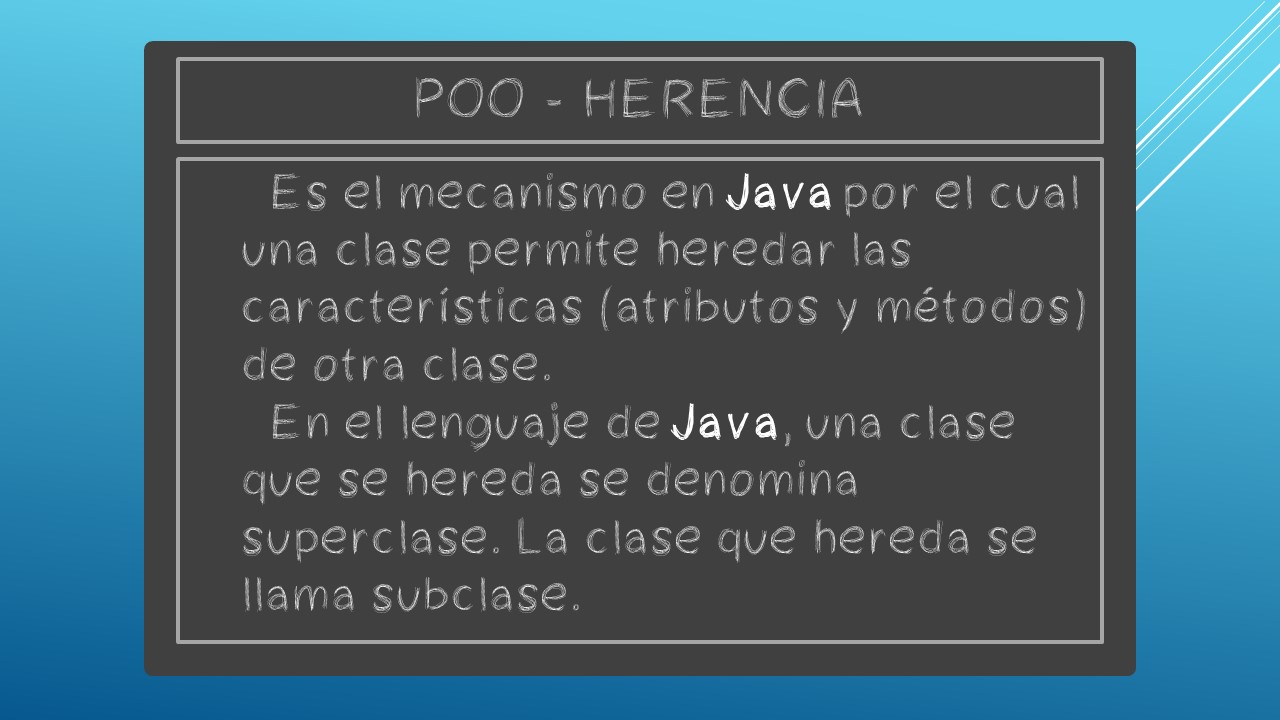 POO - HERENCIA
Es el mecanismo en Java por el cual
una clase permite heredar las
características (atributos y métodos)
de otra clase.
En el lenguaje de Java, una clase
que se hereda se denomina
superclase. La clase que hereda se
llama subclase.